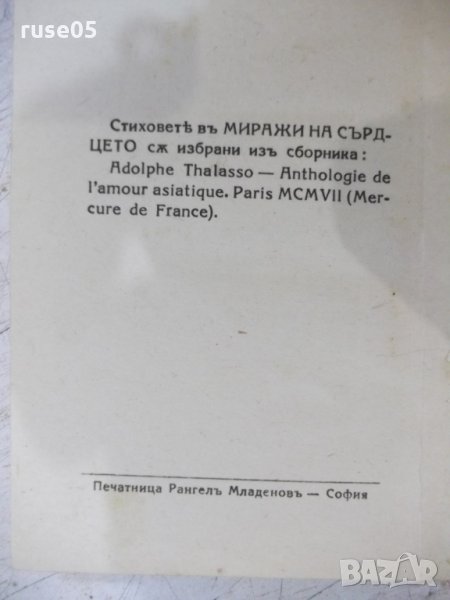 ruse05
Стиховетѣ въ МИРАЖИ НА СЪРД-
ЦЕТО сѫ избрани изъ сборника :
Adolphe Thalasso — Anthologie de
l'amour asiatique. Paris MCMVII (Mer-
cure de France).
Печатница Рангелъ Младеновъ — София
BAZAR